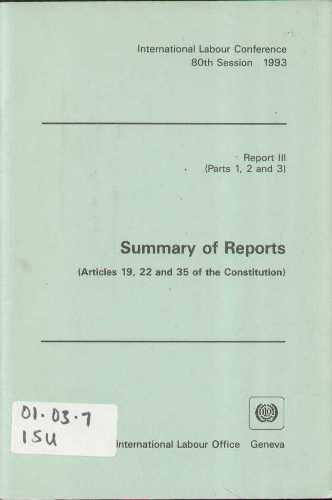 International Labour Conference
80th Session 1993
Report III
(Parts 1, 2 and 3)
Summary of Reports
(Articles 19, 22 and 35 of the Constitution)
01.03.7
ISU
International Labour Office Geneva